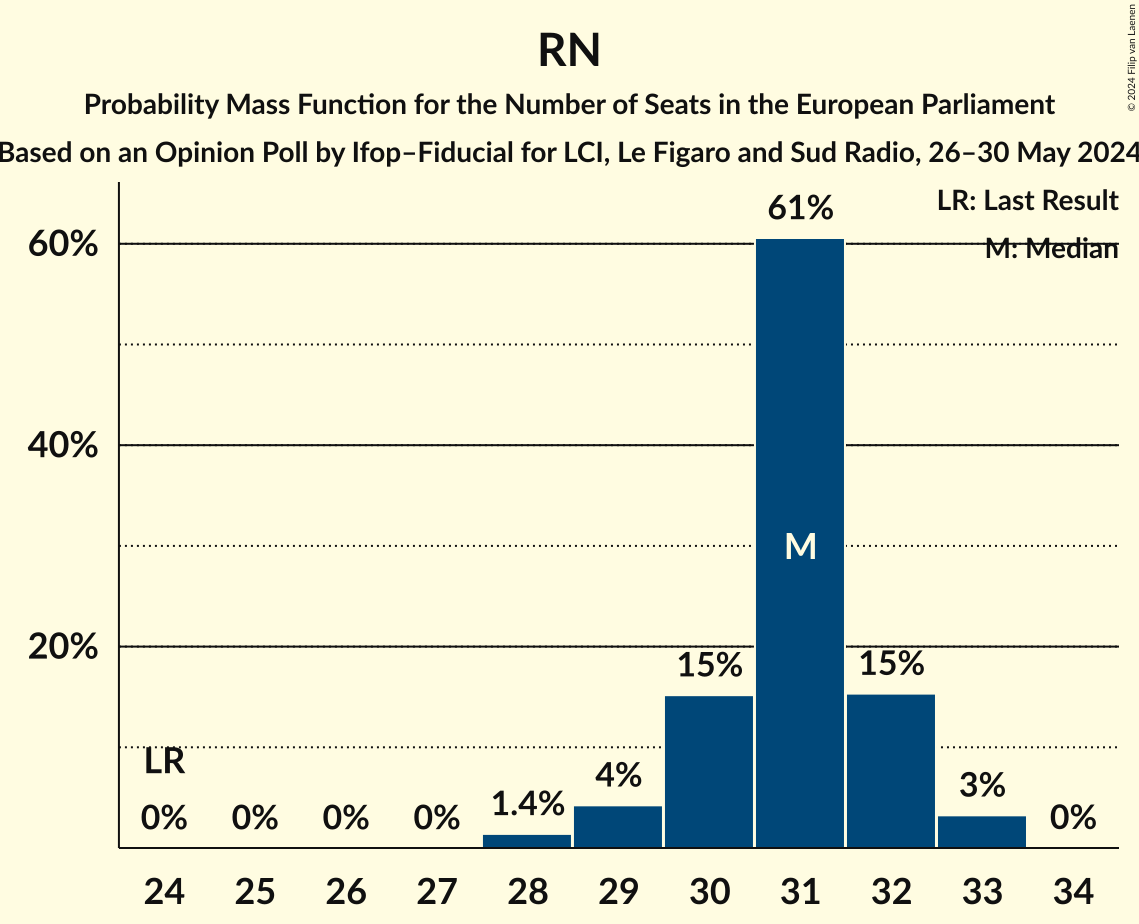 © 2024 Filip van Laenen
RN
Probability Mass Function for the Number of Seats in the European Parliament
Based on an Opinion Poll by Ifop–Fiducial for LCI, Le Figaro and Sud Radio, 26–30 May 2024
LR: Last Result
M: Median
61%
60%
40%
M
20%
15%
15%
LR
4%
3%
1.4%
0%
0%
0%
0%
0%
24 25 26 27 28 29 30 31 32 33 34